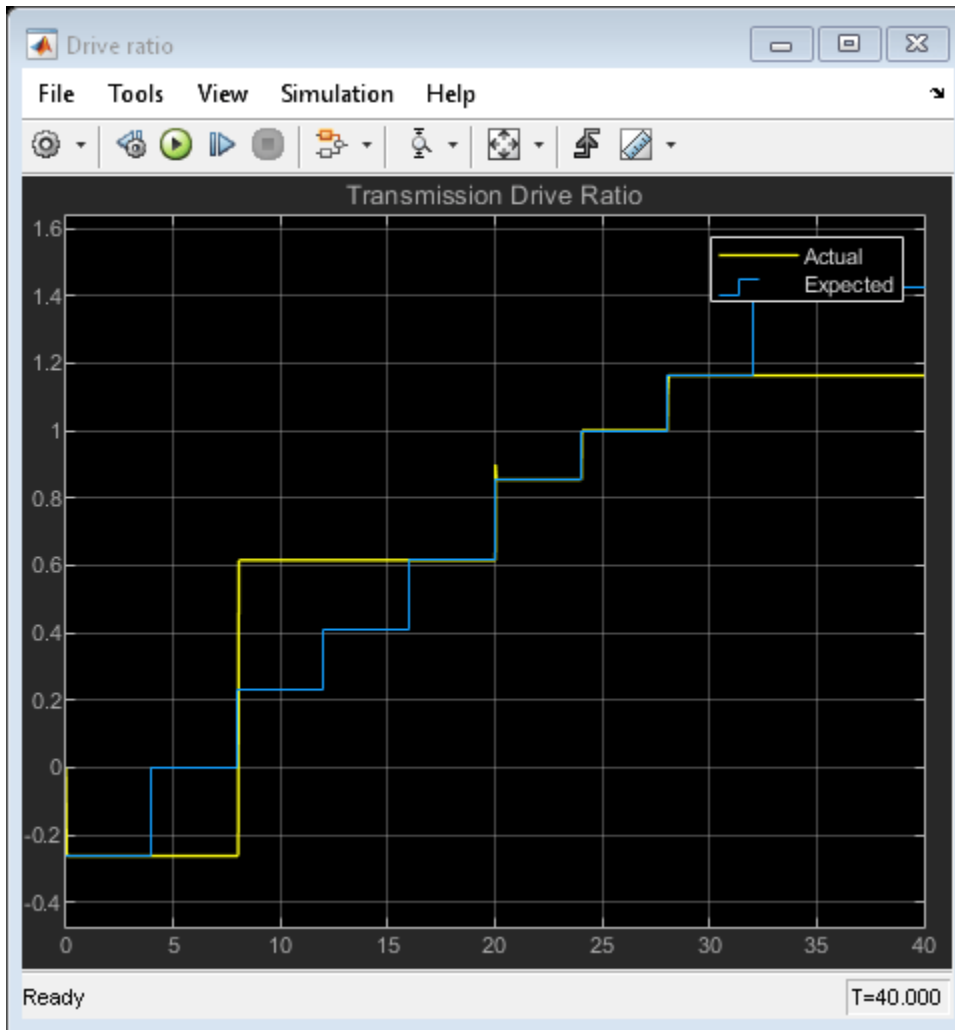 Drive ratio
File Tools View Simulation Help
Transmission Drive Ratio
1.6
1.4
1.2
1
0.8
0.6
0.4
0.2
0
-0.2
-0.4
Actual
Expected
0 5 10 15 20 25 30 35 40
Ready T=40.000